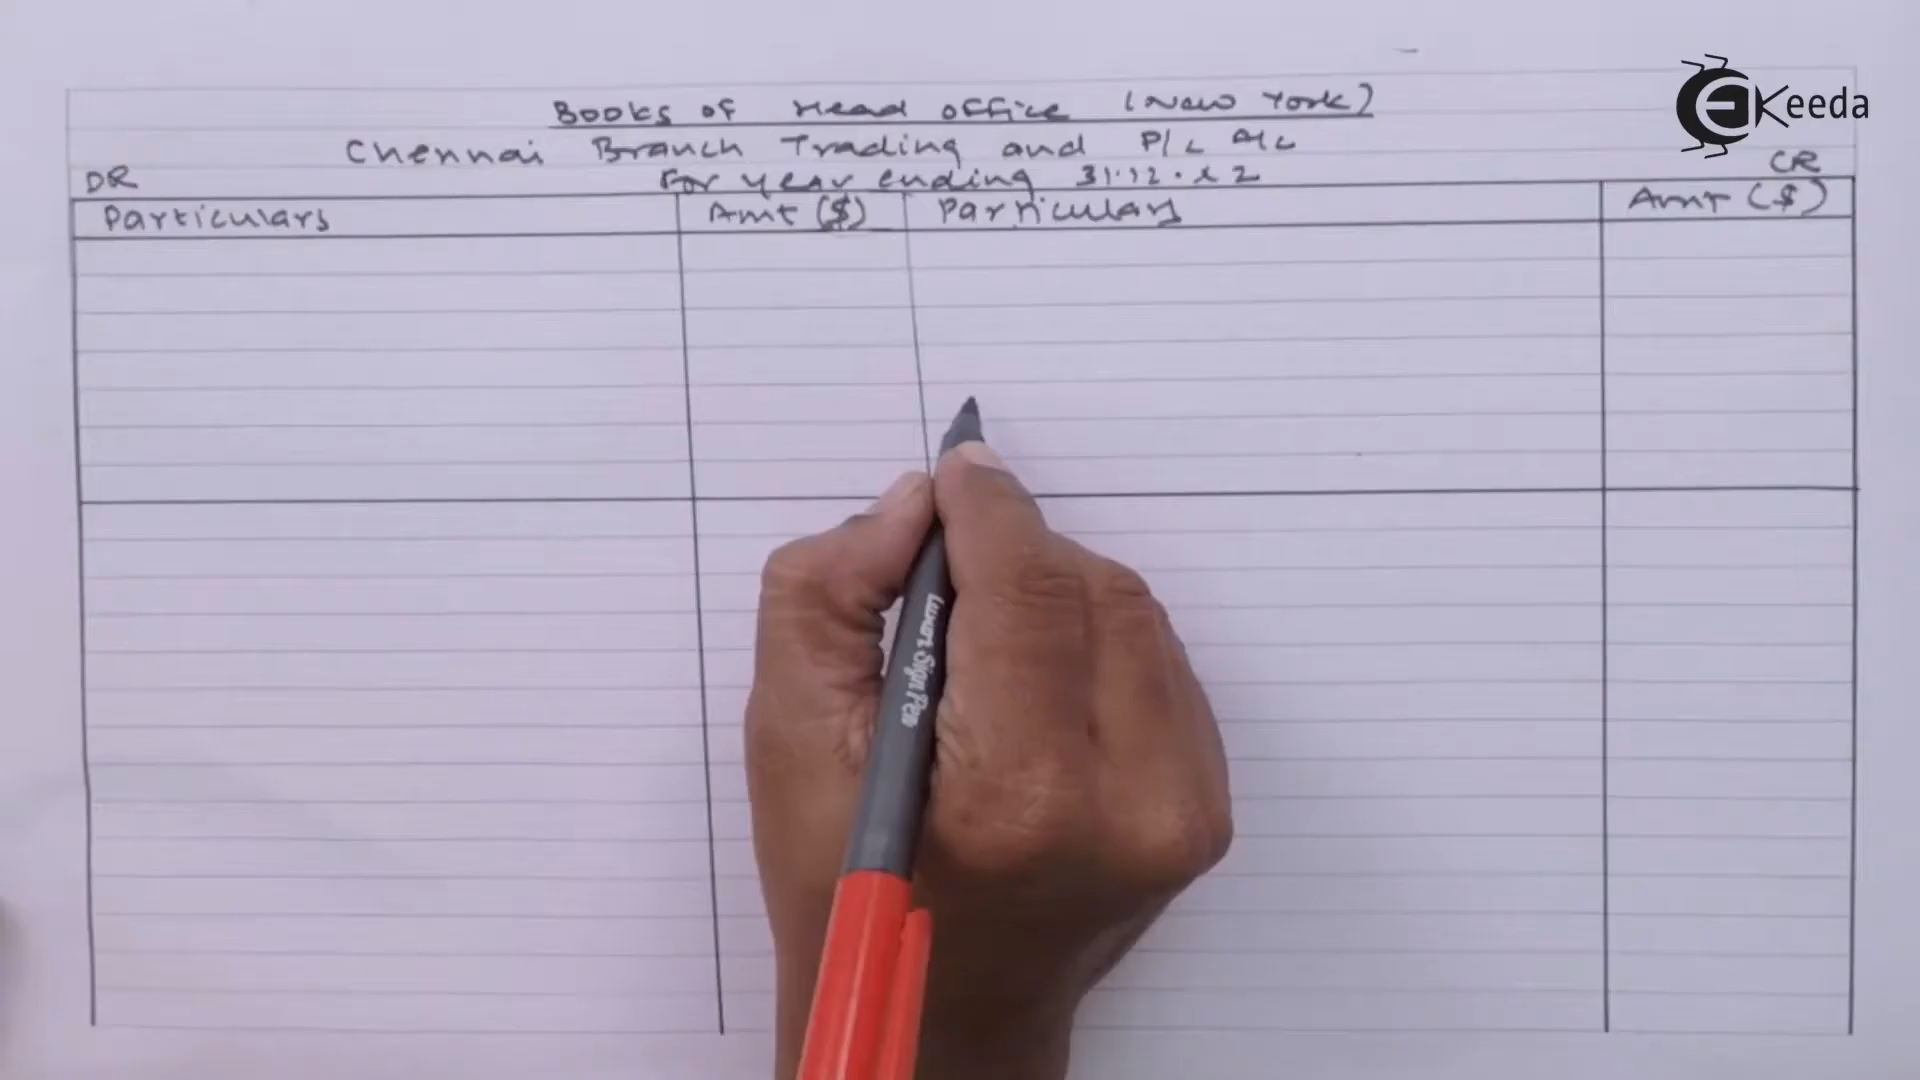 EKeeda
Books of Head office (New York)
Chennai Branch Trading and P/L A/c
DR
For year ending 31.12.x2
CR
Particulars Amt ($) Particulars Amt ($)
Luxor Sign Pen